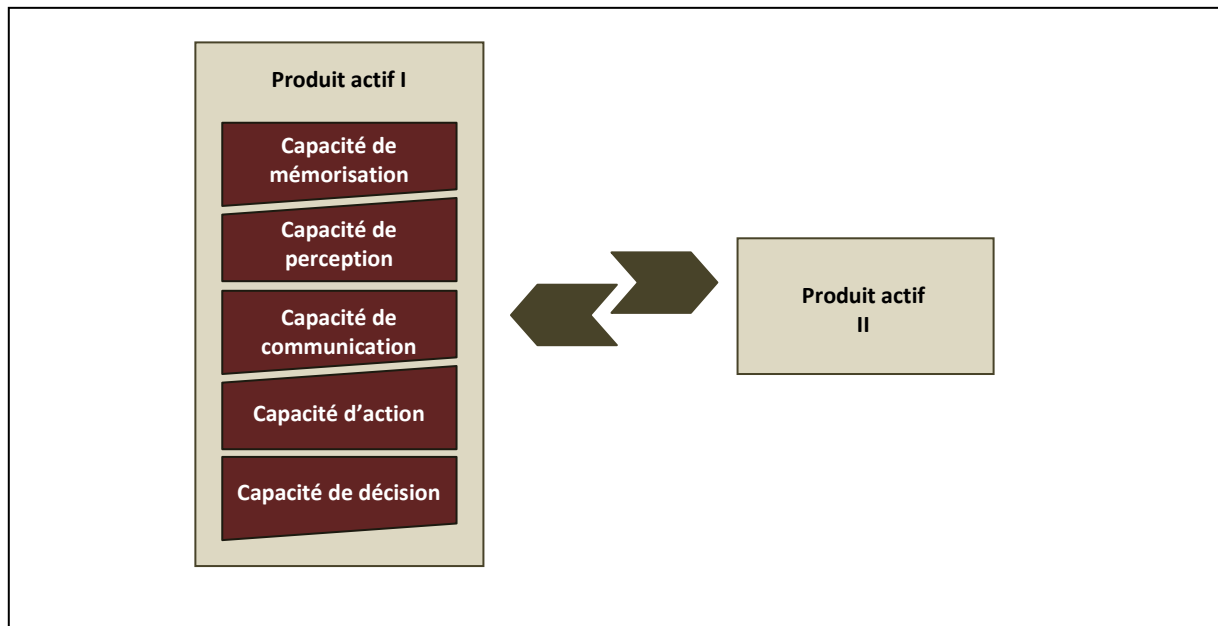 Produit actif I
Capacité de
mémorisation
Capacité de
perception
Capacité de
communication
Capacité d’action
Capacité de décision
Produit actif
II